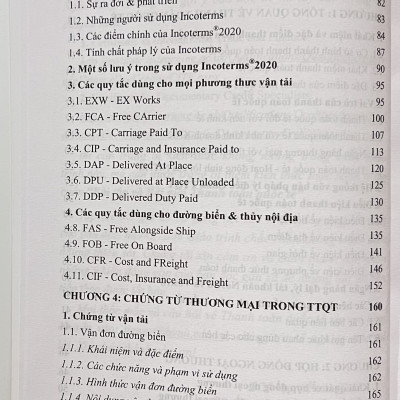 1.1. Sự ra đời & phát triển 82
1.2. Những người sử dụng Incoterms 83
1.3. Các điểm chính của Incoterms®2020 84
1.4. Tính chất pháp lý của Incoterms 87
2. Một số lưu ý trong sử dụng Incoterms®2020 90
3. Các quy tắc dùng cho mọi phương thức vận tải 95
3.1. EXW - EX Works 95
3.2. FCA - Free CArrier 100
3.3. CPT - Carriage Paid To 107
3.4. CIP - Carriage and Insurance Paid to 113
3.5. DAP - Delivered At Place 120
3.6. DPU - Delivered at Place Unloaded 125
3.7. DDP - Delivered Duty Paid 130
4. Các quy tắc dùng cho đường biển & thủy nội địa 135
4.8. FAS - Free Alongside Ship 135
4.9. FOB - Free On Board 141
4.10. CFR - Cost and FReight 146
4.11. CIF - Cost, Insurance and Freight 152
CHƯƠNG 4: CHỨNG TỪ THƯƠNG MẠI TRONG TTQT 160
1. Chứng từ vận tải 161
1.1. Vận đơn đường biển 161
1.1.1. Khái niệm và đặc điểm 162
1.1.2. Các chức năng và phạm vi sử dụng 162
1.1.3. Hình thức vận đơn đường biển 165
1.1.4. Nội dung